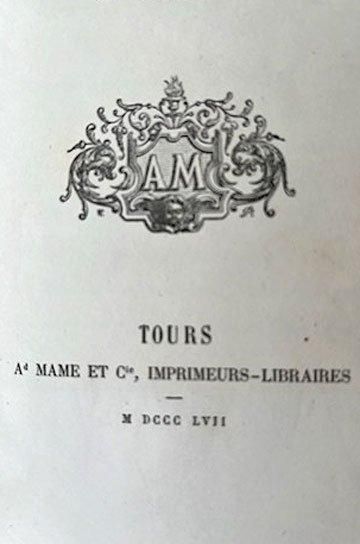 AM
TOURS
Ad MAME ET Cie, IMPRIMEURS-LIBRAIRES
M DCCC LVII